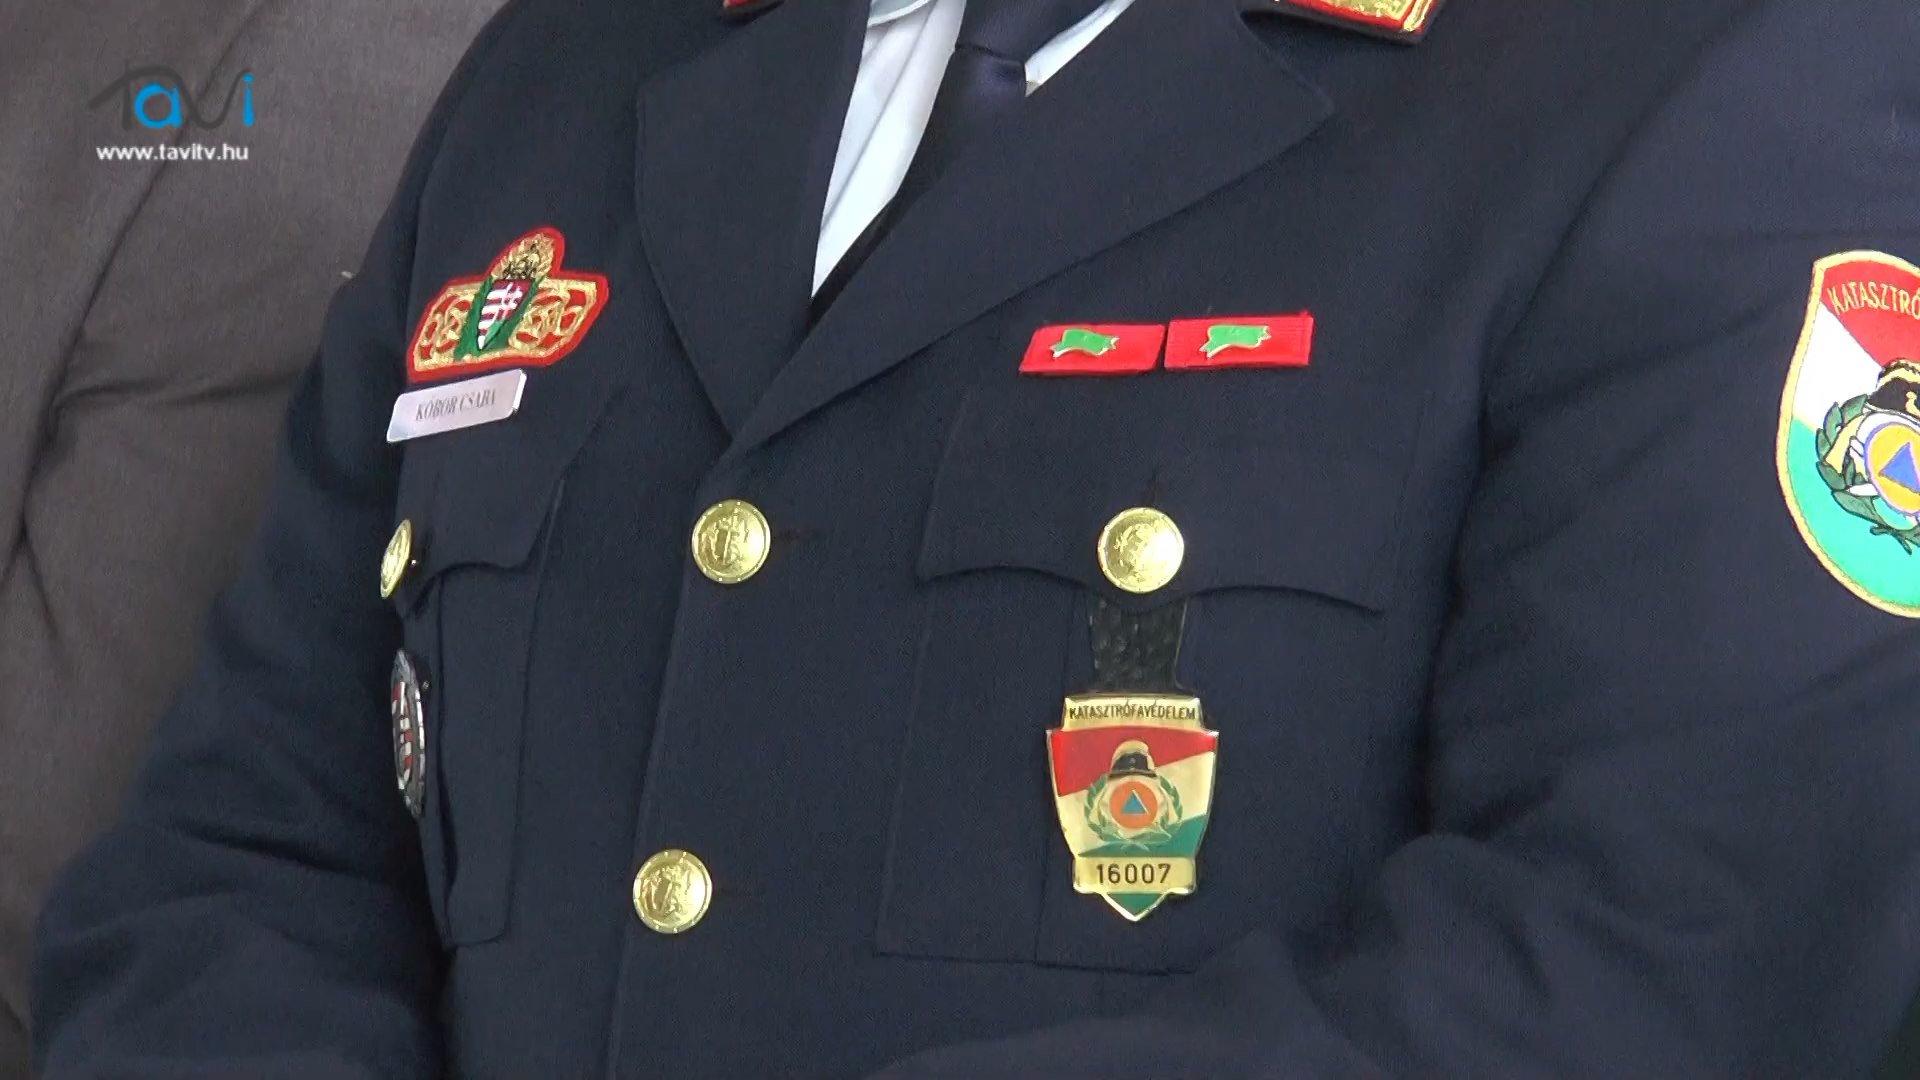 TaVi
www.tavitv.hu
KÓBOR CSABA
KATASZTRÓ
KATASZTRÓFAVÉDELEM
16007